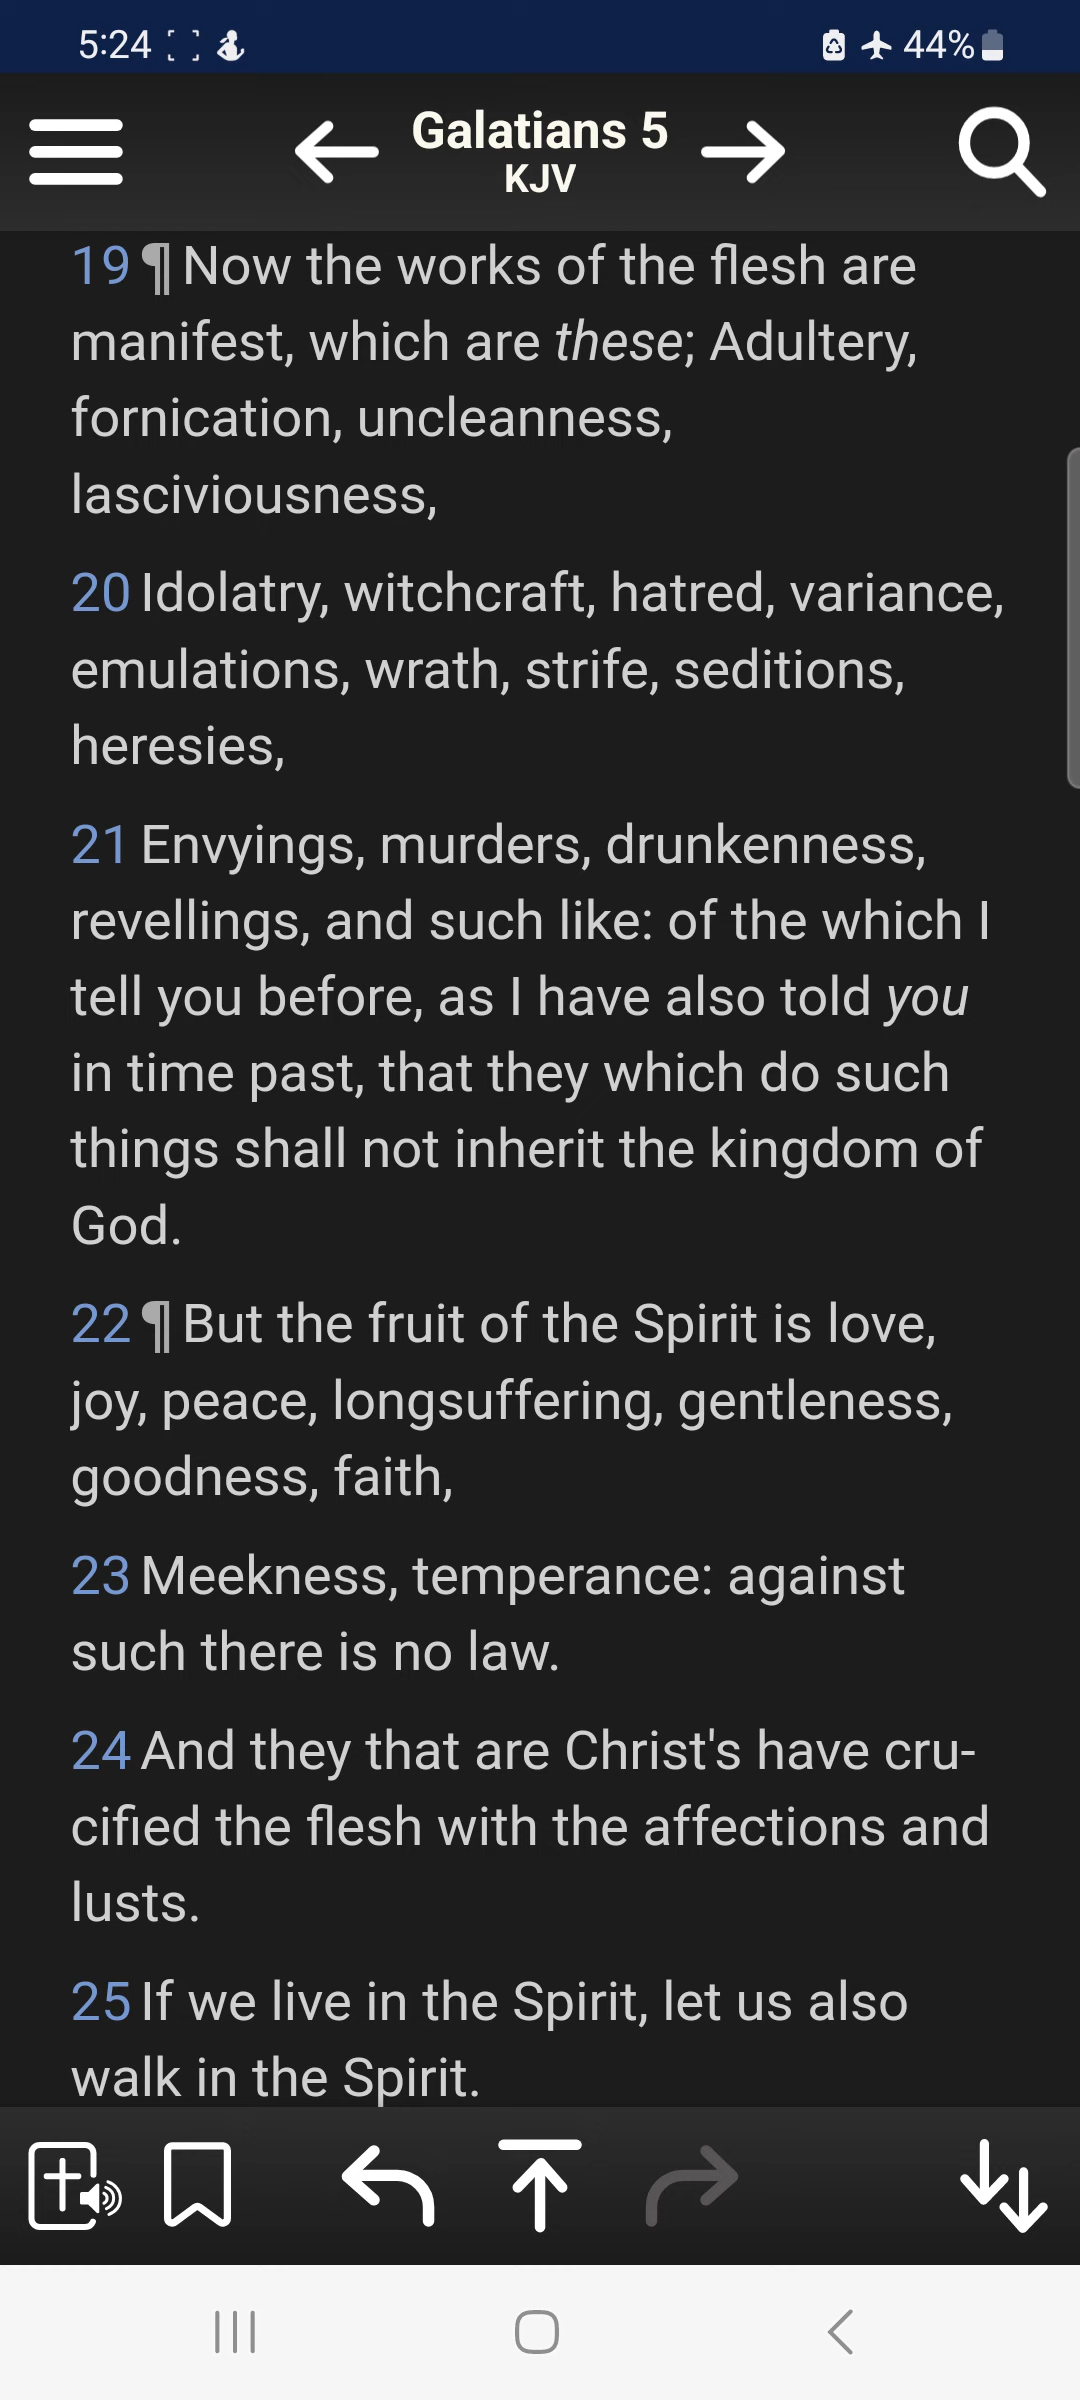 5:24 44%
Galatians 5
KJV
19 ¶ Now the works of the flesh are
manifest, which are these; Adultery,
fornication, uncleanness,
lasciviousness,
20 Idolatry, witchcraft, hatred, variance,
emulations, wrath, strife, seditions,
heresies,
21 Envyings, murders, drunkenness,
revellings, and such like: of the which I
tell you before, as I have also told you
in time past, that they which do such
things shall not inherit the kingdom of
God.
22 ¶ But the fruit of the Spirit is love,
joy, peace, longsuffering, gentleness,
goodness, faith,
23 Meekness, temperance: against
such there is no law.
24 And they that are Christ's have cru-
cified the flesh with the affections and
lusts.
25 If we live in the Spirit, let us also
walk in the Spirit.